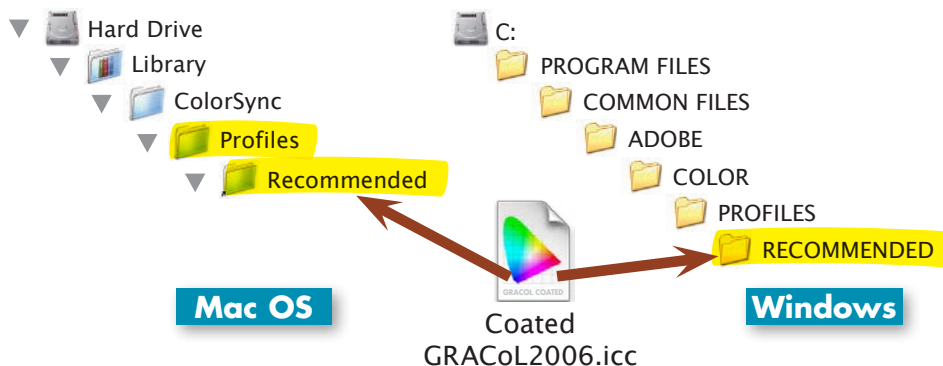 Hard Drive
Library
ColorSync
Profiles
Recommended
Mac OS
C:
PROGRAM FILES
COMMON FILES
ADOBE
COLOR
PROFILES
RECOMMENDED
Windows
GRACOL COATED
Coated
GRACoL2006.icc